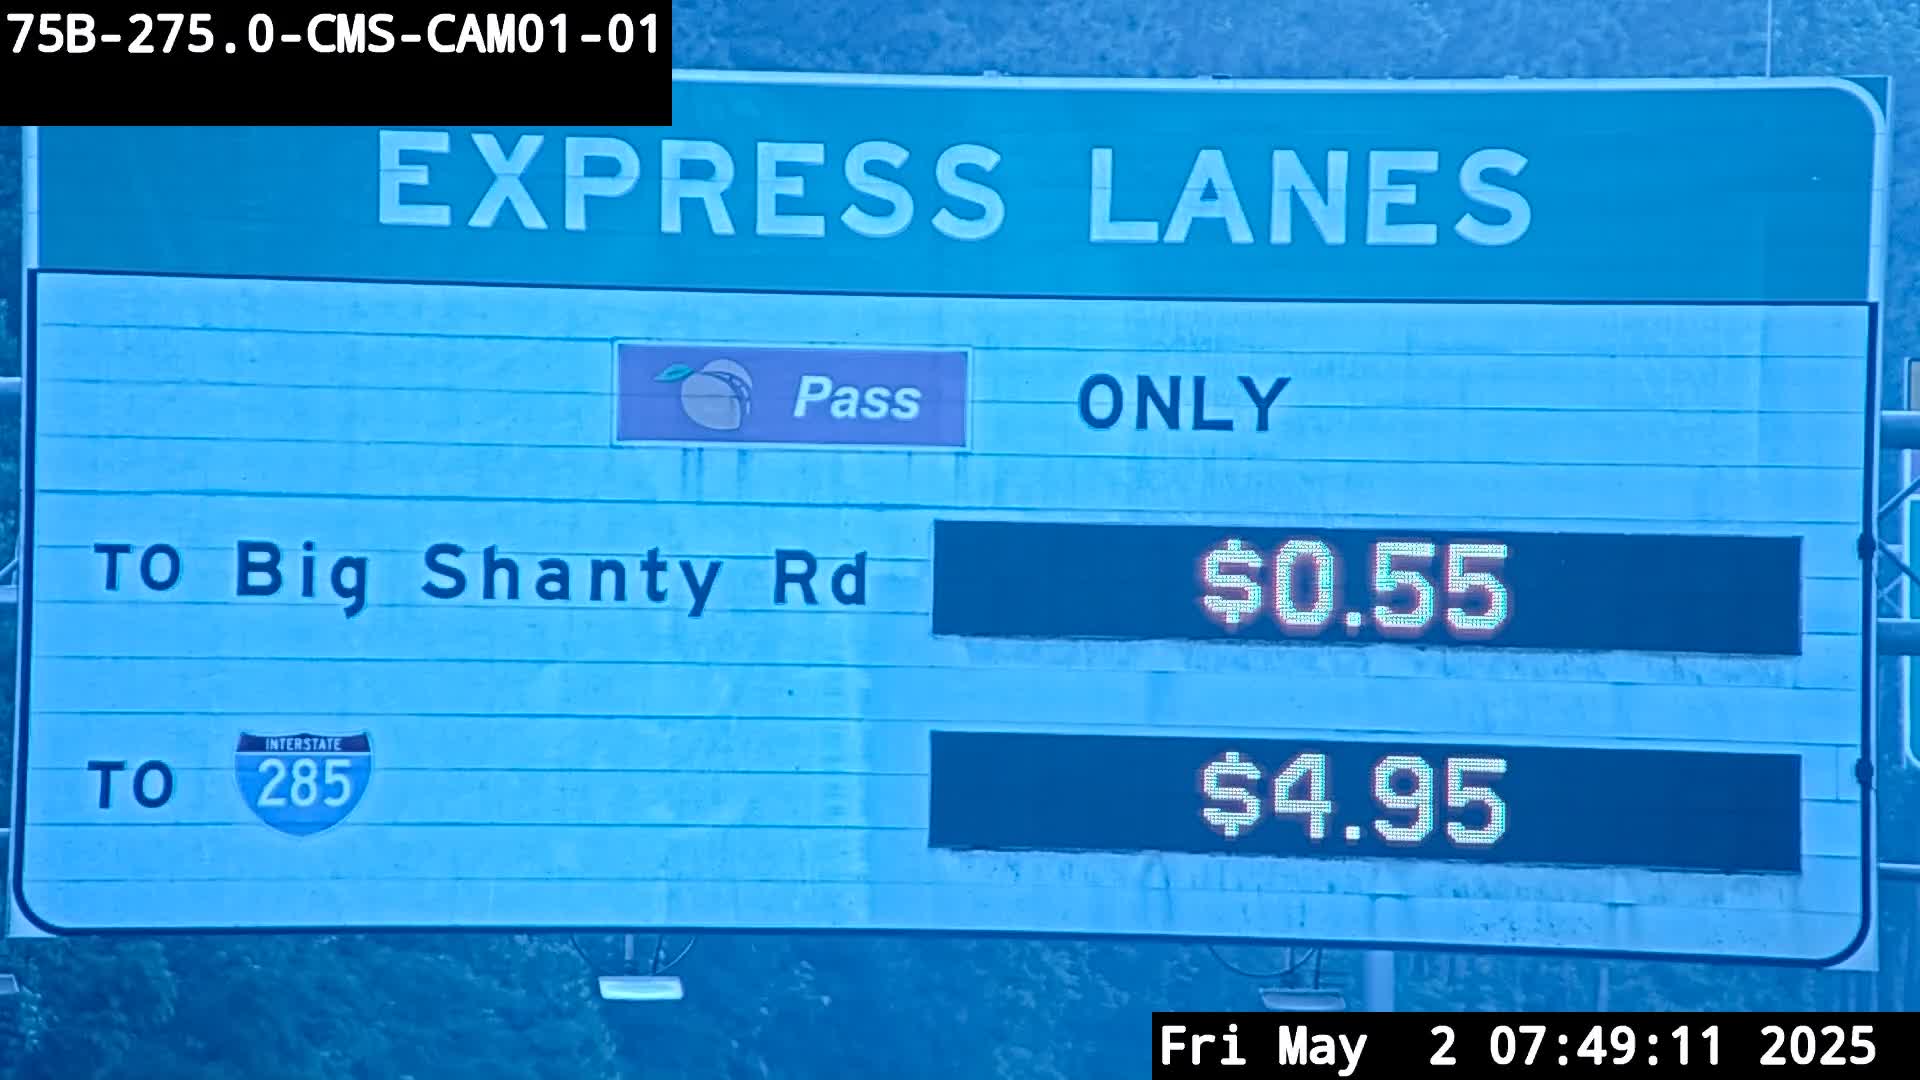 75B-275.0-CMS-CAM01-01
EXPRESS LANES
Pass ONLY
TO Big Shanty Rd $0.55
INTERSTATE
TO 285 $4.95
Fri May 2 07:49:11 2025